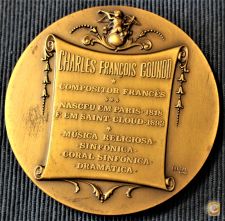 CHARLES FRANÇOIS GOUNOD
COMPOSITOR FRANCÊS
NASCEU EM PARIS-1818
E EM SAINT CLOUD-1893
MÚSICA RELIGIOSA
-SINFÓNICA-
CORAL SINFÓNICA
-DRAMÁTICA-